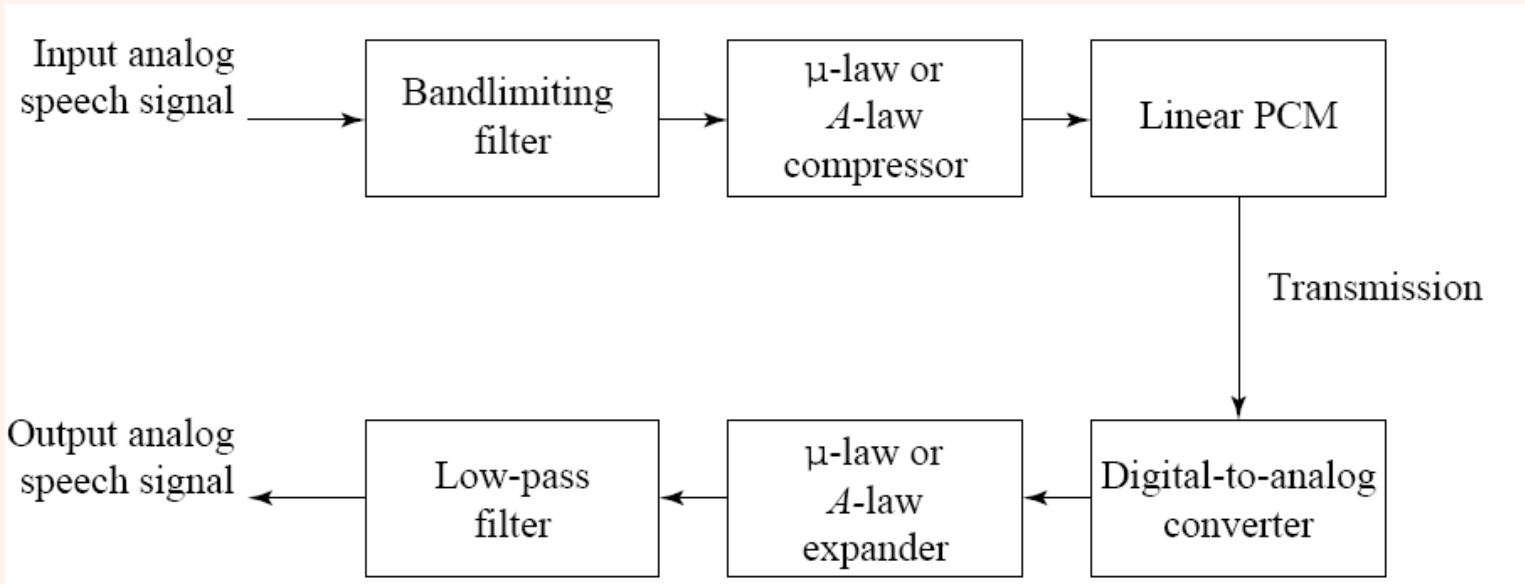 Input analog
speech signal
Bandlimiting
filter
μ-law or
A-law
compressor
Linear PCM
Transmission
Output analog
speech signal
Low-pass
filter
μ-law or
A-law
expander
Digital-to-analog
converter